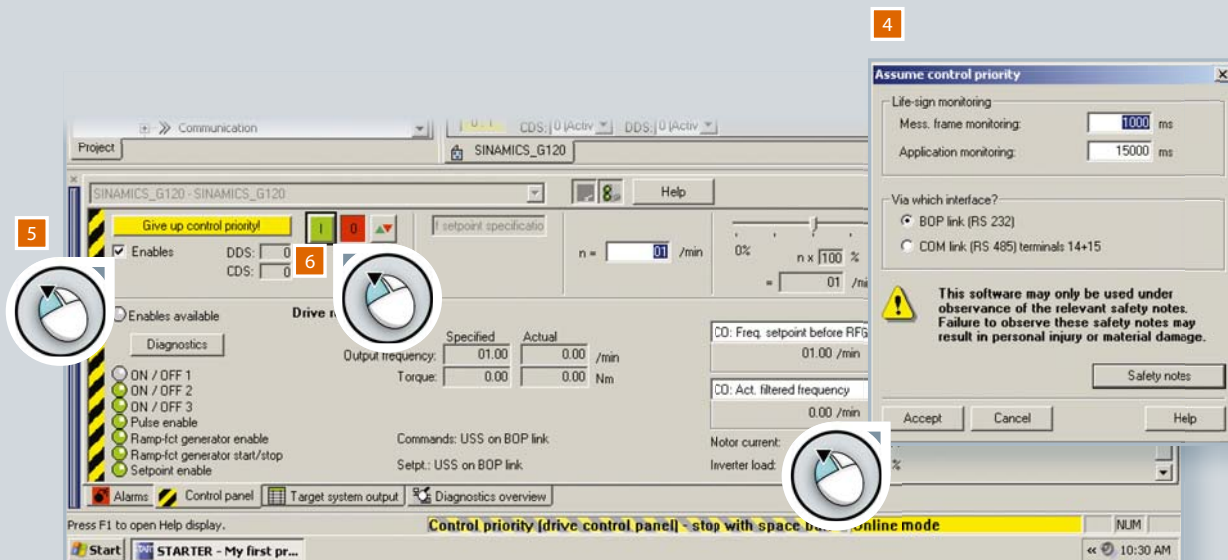 4
Assume control priority
Life-sign monitoring
Mess. frame monitoring: 1000 ms
Application monitoring: 15000 ms
Via which interface?
BOP link (RS 232)
COM link (RS 485) terminals 14+15
This software may only be used under
observance of the relevant safety notes.
Failure to observe these safety notes may
result in personal injury or material damage.
Safety notes
Accept Cancel Help
Communication
CDS: 0 (Activ DDS: 0 (Activ
Project
SINAMICS_G120
SINAMICS_G120 - SINAMICS_G120
Help
5
Give up control priority!
I 0
setpoint specificatio
Enables
DDS: 0
6
CDS: 0
n = 01 /min
0%
n x 100 %
= 01
Enables available
Drive
Diagnostics
Specified Actual
Output frequency: 01.00 0.00 /min
Torque: 0.00 0.00 Nm
CO: Freq. setpoint before RFG
01.00 /min
CO: Act. filtered frequency
0.00 /min
ON / OFF 1
ON / OFF 2
ON / OFF 3
Pulse enable
Ramp-fct generator enable
Ramp-fct generator start/stop
Setpoint enable
Commands: USS on BOP link
Setpt.: USS on BOP link
Notor current:
Inverter load: %
Alarms Control panel Target system output Diagnostics overview
Press F1 to open Help display.
Control priority (drive control panel) - stop with space online mode
NUM
Start STARTER - My first pr...
« 10:30 AM